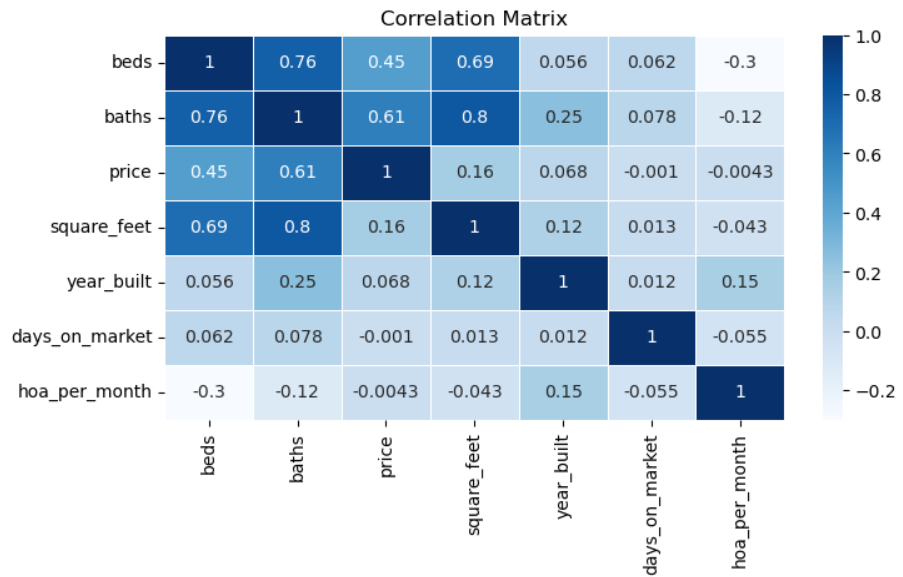 Correlation Matrix
beds 1 0.76 0.45 0.69 0.056 0.062 -0.3
baths 0.76 1 0.61 0.8 0.25 0.078 -0.12
price 0.45 0.61 1 0.16 0.068 -0.001 -0.0043
square_feet 0.69 0.8 0.16 1 0.12 0.013 -0.043
year_built 0.056 0.25 0.068 0.12 1 0.012 0.15
days_on_market 0.062 0.078 -0.001 0.013 0.012 1 -0.055
hoa_per_month -0.3 -0.12 -0.0043 -0.043 0.15 -0.055 1
beds baths price square_feet year_built days_on_market hoa_per_month
1.0
0.8
0.6
0.4
0.2
0.0
−0.2